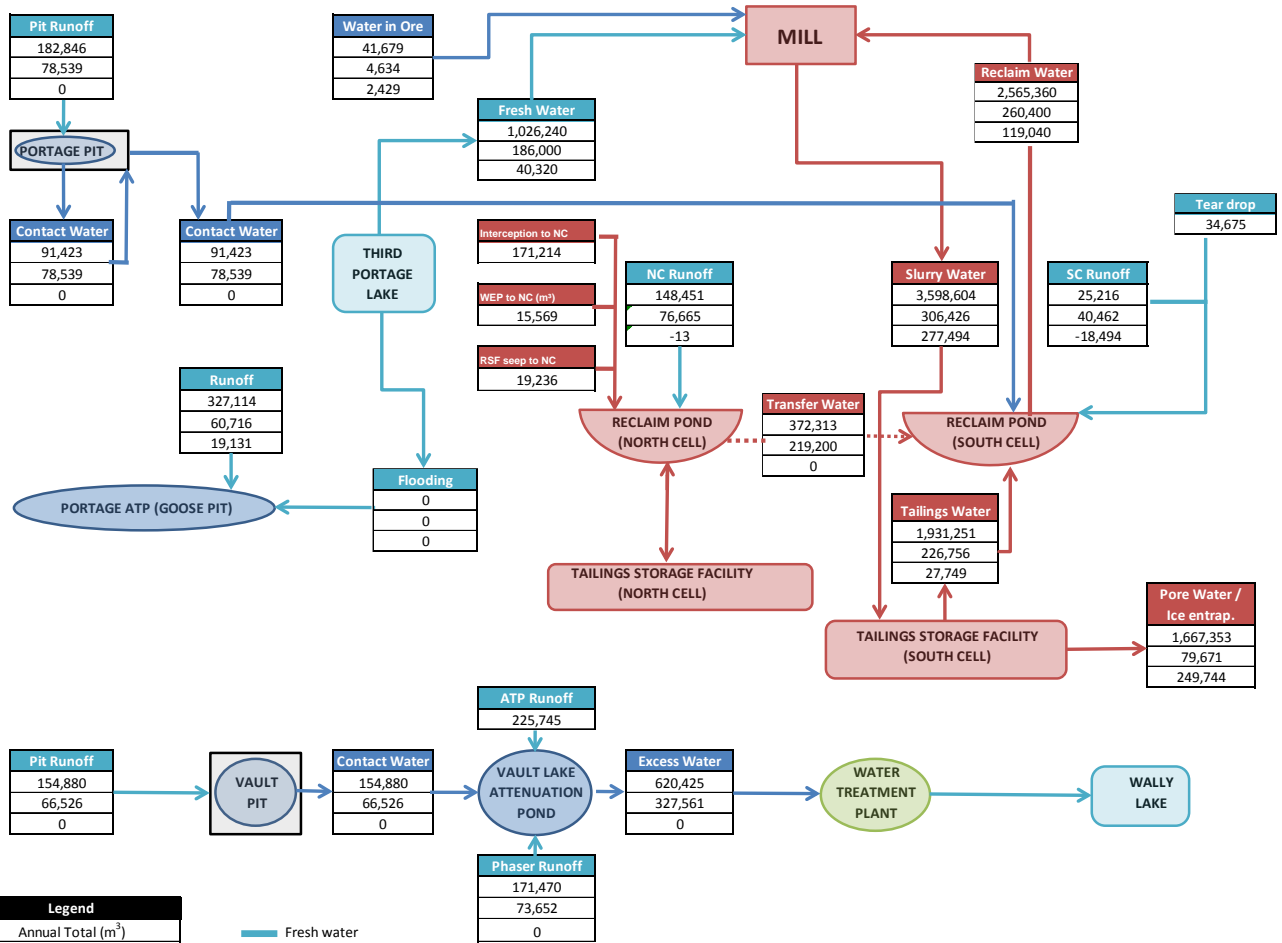 Pit Runoff
182,846
78,539
0
Water in Ore
41,679
4,634
2,429
MILL
Reclaim Water
2,565,360
260,400
119,040
Fresh Water
1,026,240
186,000
40,320
PORTAGE PIT
Contact Water
91,423
78,539
0
Contact Water
91,423
78,539
0
THIRD
PORTAGE
LAKE
Interception to NC
171,214
WEP to NC (m³)
15,569
RSF seep to NC
19,236
NC Runoff
148,451
76,665
-13
Slurry Water
3,598,604
306,426
277,494
SC Runoff
25,216
40,462
-18,494
Tear drop
34,675
Runoff
327,114
60,716
19,131
RECLAIM POND
(NORTH CELL)
Transfer Water
372,313
219,200
0
RECLAIM POND
(SOUTH CELL)
PORTAGE ATP (GOOSE PIT)
Flooding
0
0
0
Tailings Water
1,931,251
226,756
27,749
TAILINGS STORAGE FACILITY
(NORTH CELL)
TAILINGS STORAGE FACILITY
(SOUTH CELL)
Pore Water /
Ice entrap.
1,667,353
79,671
249,744
ATP Runoff
225,745
Pit Runoff
154,880
66,526
0
VAULT
PIT
Contact Water
154,880
66,526
0
VAULT LAKE
ATTENUATION
POND
Excess Water
620,425
327,561
0
WATER
TREATMENT
PLANT
WALLY
LAKE
Phaser Runoff
171,470
73,652
0
Legend
Annual Total (m³)
Fresh water